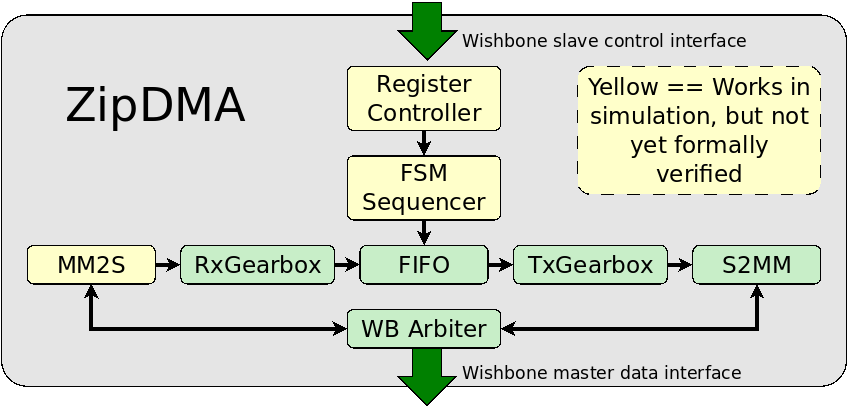 Wishbone slave control interface
ZipDMA
Register
Controller
Yellow == Works in
simulation, but not
yet formally
verified
FSM
Sequencer
MM2S
RxGearbox
FIFO
TxGearbox
S2MM
WB Arbiter
Wishbone master data interface